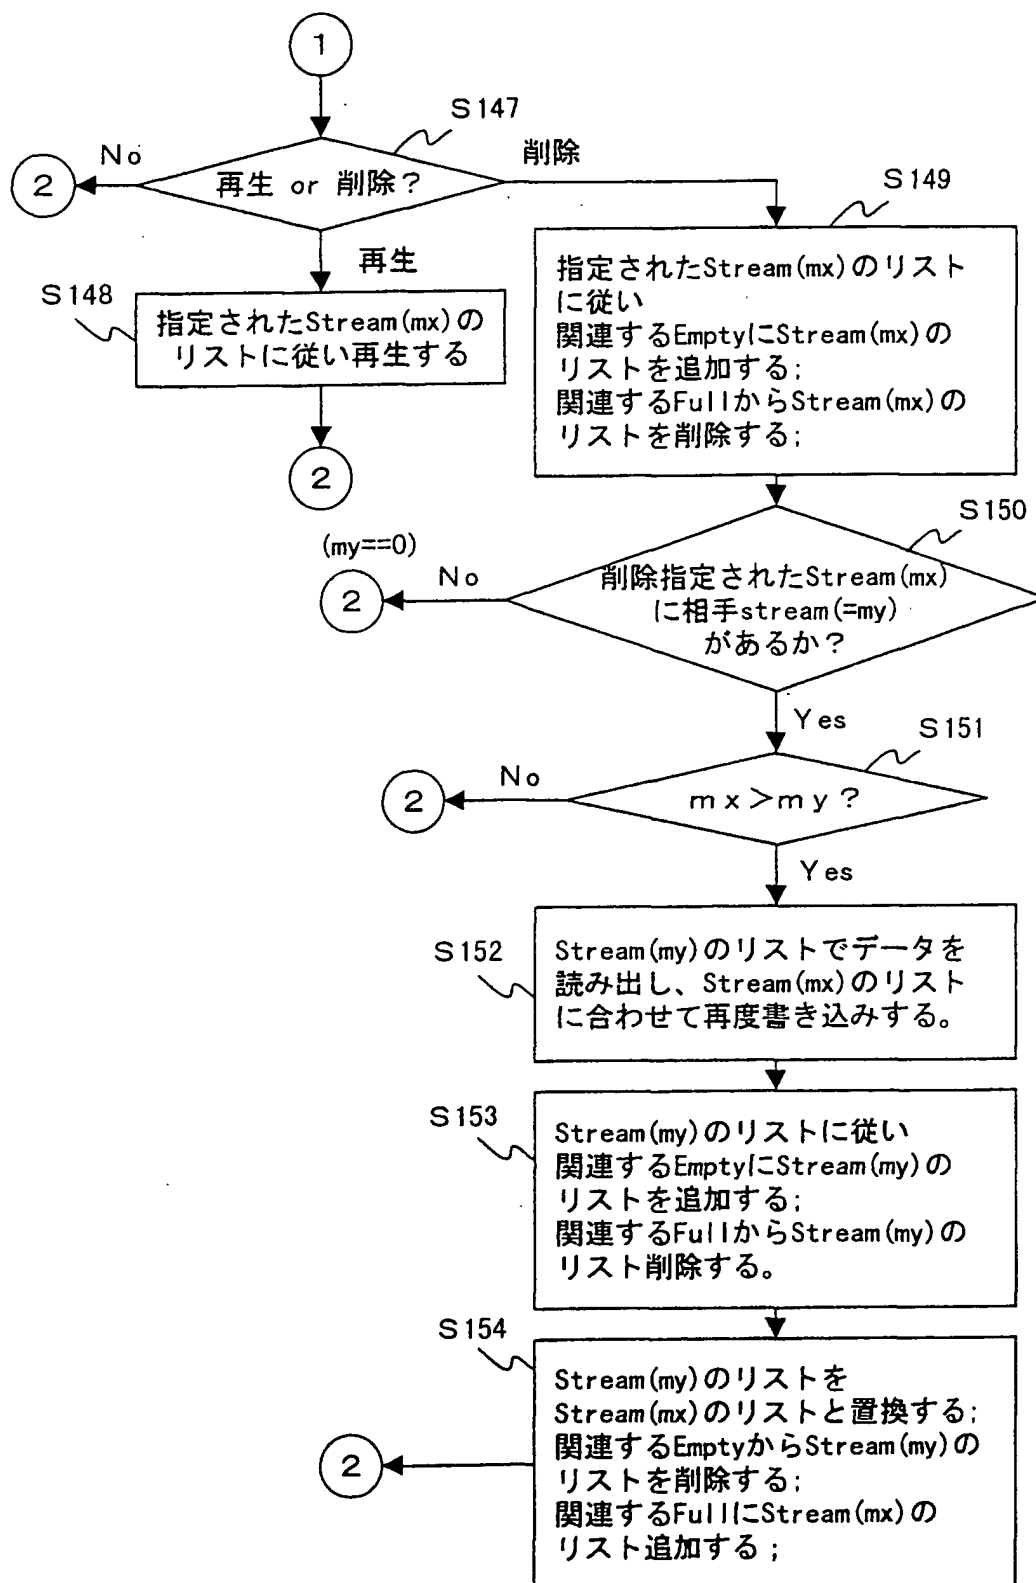 1
S147
No
削除
2
再生 or 削除？
S149
再生
S148
指定されたStream(mx)の
リストに従い再生する
2
指定されたStream(mx)のリスト
に従い
関連するEmptyにStream(mx)の
リストを追加する;
関連するFullからStream(mx)の
リストを削除する;
S150
(my==0)
No
2
削除指定されたStream(mx)
に相手stream(=my)
があるか？
Yes
S151
No
2
mx>my？
Yes
S152
Stream(my)のリストでデータを
読み出し、Stream(mx)のリスト
に合わせて再度書き込みする。
S153
Stream(my)のリストに従い
関連するEmptyにStream(my)の
リストを追加する;
関連するFullからStream(my)の
リスト削除する。
S154
Stream(my)のリストを
Stream(mx)のリストと置換する;
関連するEmptyからStream(my)の
リストを削除する;
関連するFullにStream(mx)の
リスト追加する;
2